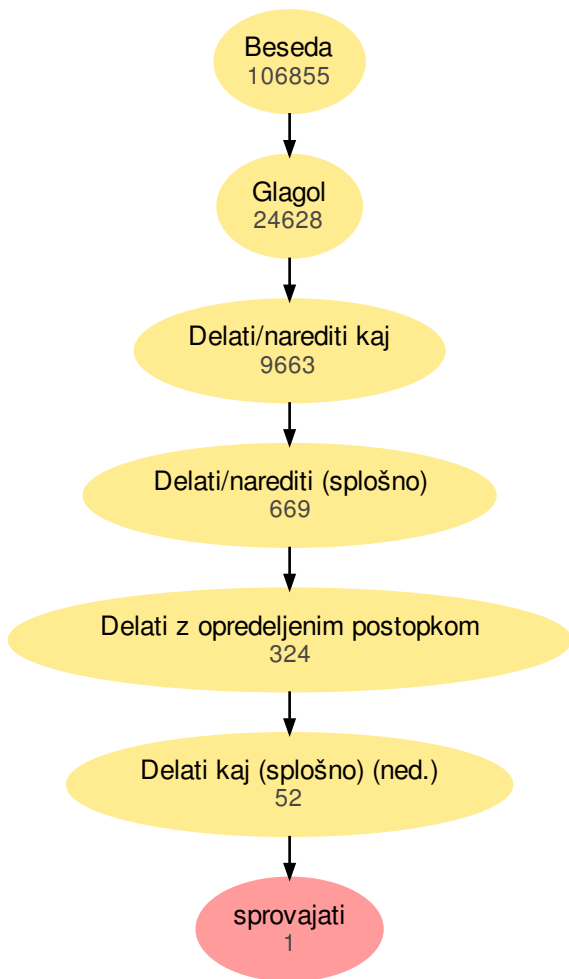 Beseda
106855
Glagol
24628
Delati/narediti kaj
9663
Delati/narediti (splošno)
669
Delati z opredeljenim postopkom
324
Delati kaj (splošno) (ned.)
52
sprovajati
1